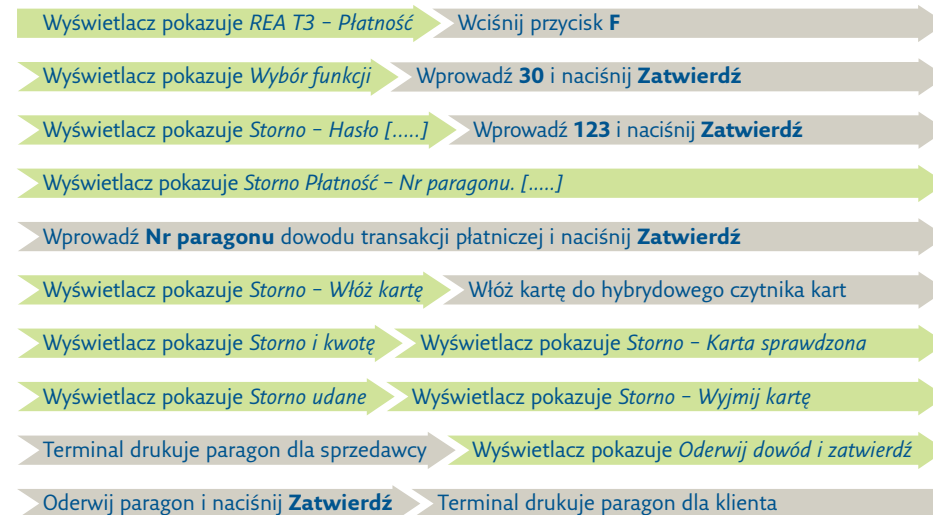 Wyświetlacz pokazuje REA T3 – Płatność Wciśnij przycisk F
Wyświetlacz pokazuje Wybór funkcji Wprowadź 30 i naciśnij Zatwierdź
Wyświetlacz pokazuje Storno – Hasło [.....] Wprowadź 123 i naciśnij Zatwierdź
Wyświetlacz pokazuje Storno Płatność – Nr paragonu. [.....]
Wprowadź Nr paragonu dowodu transakcji płatniczej i naciśnij Zatwierdź
Wyświetlacz pokazuje Storno – Włóż kartę Włóż kartę do hybrydowego czytnika kart
Wyświetlacz pokazuje Storno i kwotę Wyświetlacz pokazuje Storno – Karta sprawdzona
Wyświetlacz pokazuje Storno udane Wyświetlacz pokazuje Storno – Wyjmij kartę
Terminal drukuje paragon dla sprzedawcy Wyświetlacz pokazuje Oderwij dowód i zatwierdź
Oderwij paragon i naciśnij Zatwierdź Terminal drukuje paragon dla klienta